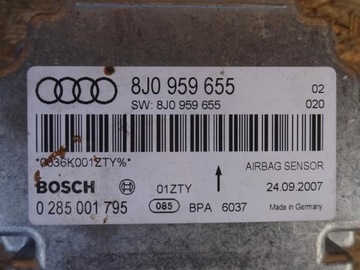 8J0 959 655 02
SW: 8J0 959 655 020
*0036K001ZTY%* AIRBAG SENSOR
BOSCH 01ZTY 24.09.2007
0 285 001 795 085 BPA 6037 Made in Germany